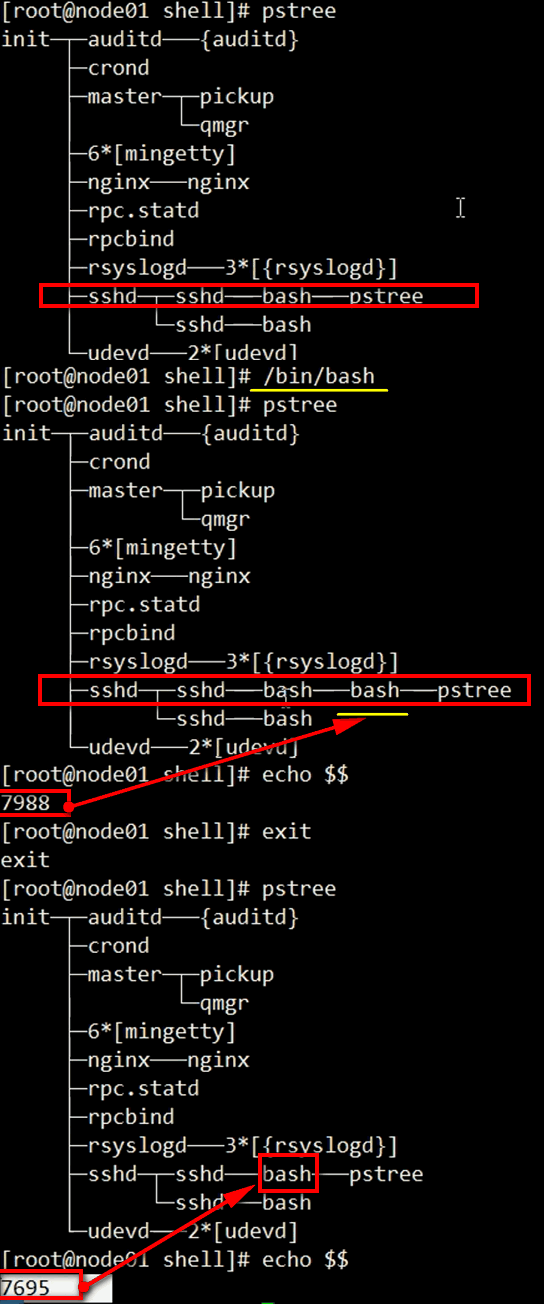 [root@node01 shell]# pstree
init─┬─auditd───{auditd}
     ├─crond
     ├─master─┬─pickup
     │        └─qmgr
     ├─6*[mingetty]
     ├─nginx───nginx
     ├─rpc.statd
     ├─rpcbind
     ├─rsyslogd───3*[{rsyslogd}]
     ├─sshd─┬─sshd───bash───pstree
     │      └─sshd───bash
     └─udevd───2*[udevd]
[root@node01 shell]# /bin/bash
[root@node01 shell]# pstree
init─┬─auditd───{auditd}
     ├─crond
     ├─master─┬─pickup
     │        └─qmgr
     ├─6*[mingetty]
     ├─nginx───nginx
     ├─rpc.statd
     ├─rpcbind
     ├─rsyslogd───3*[{rsyslogd}]
     ├─sshd─┬─sshd───bash───bash───pstree
     │      └─sshd───bash
     └─udevd───2*[udevd]
[root@node01 shell]# echo $$
7988
[root@node01 shell]# exit
exit
[root@node01 shell]# pstree
init─┬─auditd───{auditd}
     ├─crond
     ├─master─┬─pickup
     │        └─qmgr
     ├─6*[mingetty]
     ├─nginx───nginx
     ├─rpc.statd
     ├─rpcbind
     ├─rsyslogd───3*[{rsyslogd}]
     ├─sshd─┬─sshd───bash───pstree
     │      └─sshd───bash
     └─udevd───2*[udevd]
[root@node01 shell]# echo $$
7695